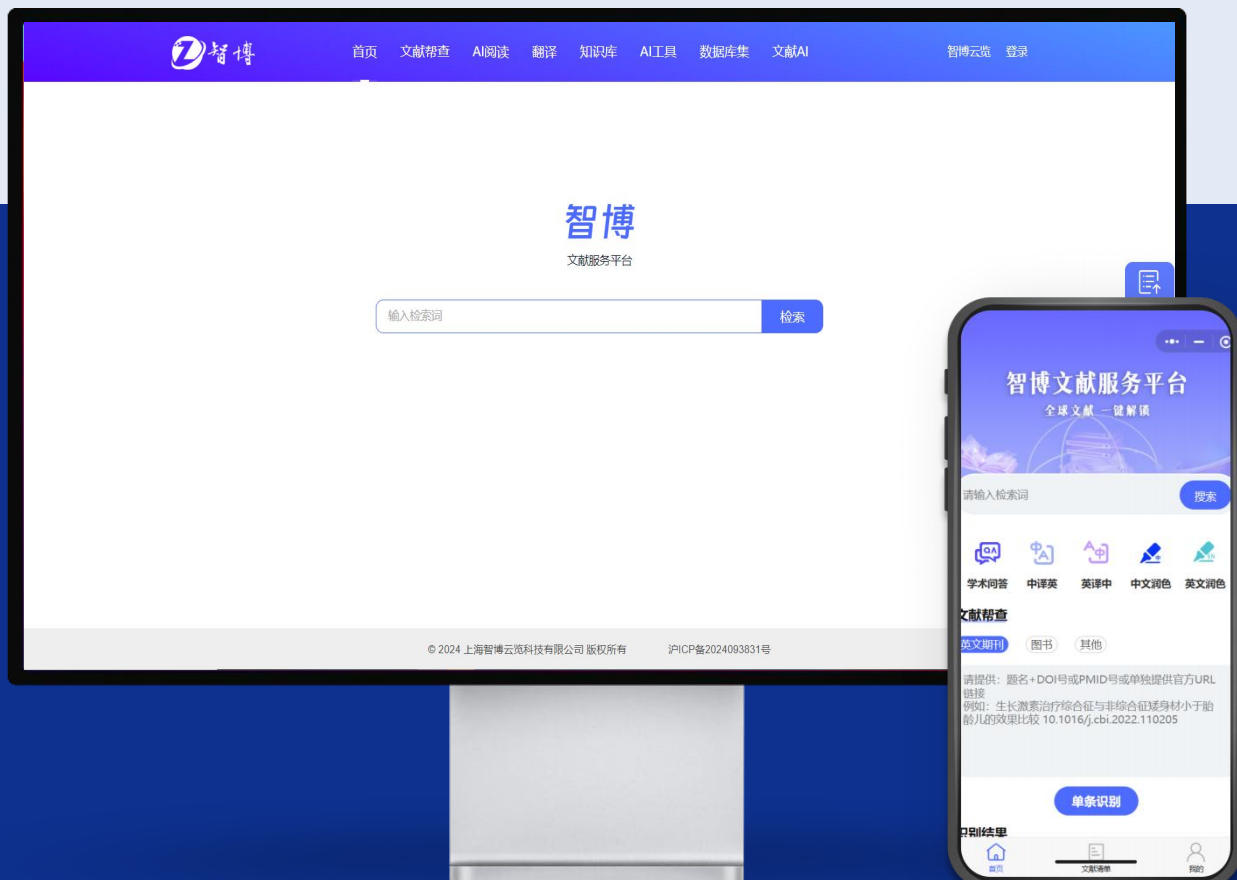 智博
首页 文献帮查 AI阅读 翻译 知识库 AI工具 数据库集 文献AI
智博云览 登录
智博
文献服务平台
输入检索词
检索
© 2024 上海智博云览科技有限公司 版权所有 沪ICP备2024093831号
智博文献服务平台
全球文献 一键解锁
请输入检索词
搜索
学术问答 中译英 英译中 中文润色 英文润色
文献帮查
英文期刊 图书 其他
请提供：题名+DOI号或PMID号或单独提供官方URL
链接
例如：生长激素治疗综合征与非综合征矮身材小于胎
龄儿的效果比较 10.1016/j.cbi.2022.110205
单条识别
识别结果
首页 文献清单 我的